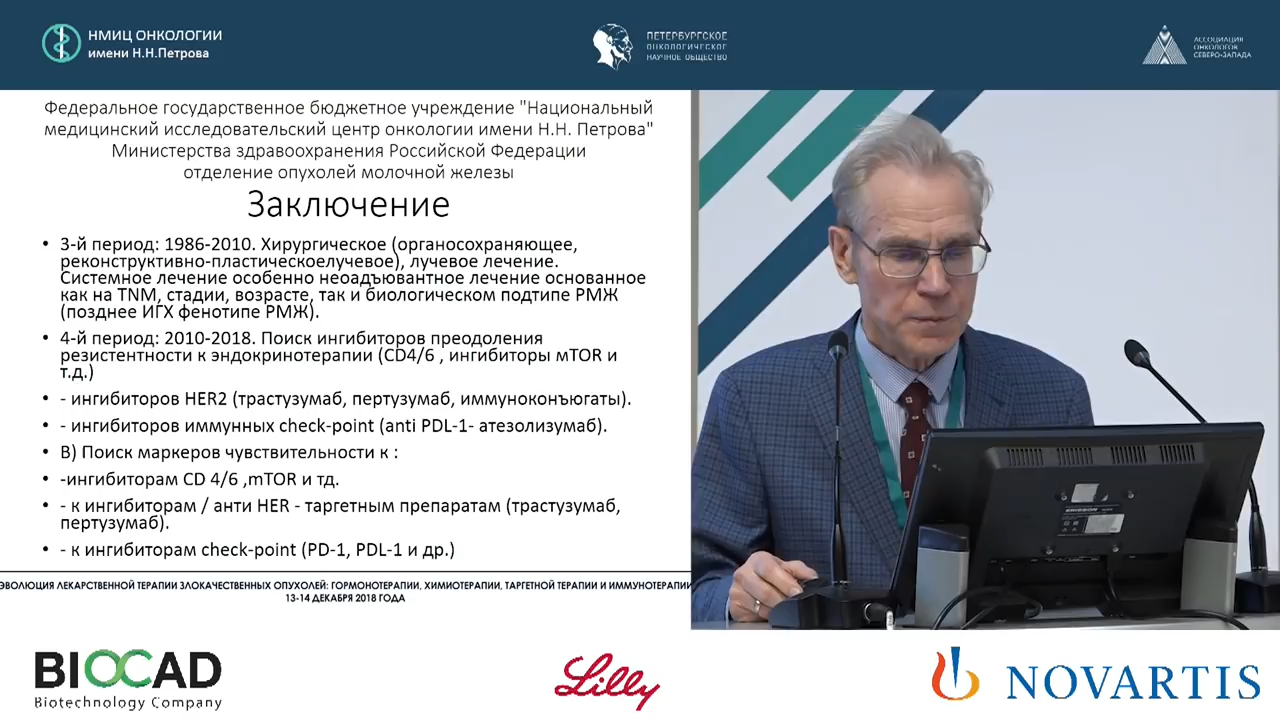 НМИЦ ОНКОЛОГИИ
имени Н.Н.Петрова
ПЕТЕРБУРГСКОЕ
ОНКОЛОГИЧЕСКОЕ
НАУЧНОЕ ОБЩЕСТВО
АССОЦИАЦИЯ
ОНКОЛОГОВ
СЕВЕРО-ЗАПАДА
Федеральное государственное бюджетное учреждение "Национальный
медицинский исследовательский центр онкологии имени Н.Н. Петрова"
Министерства здравоохранения Российской Федерации
отделение опухолей молочной железы
Заключение
• 3-й период: 1986-2010. Хирургическое (органосохраняющее,
реконструктивно-пластическоелучевое), лучевое лечение.
Системное лечение особенно неоадъювантное лечение основанное
как на TNM, стадии, возрасте, так и биологическом подтипе РМЖ
(позднее ИГХ фенотипе РМЖ).
• 4-й период: 2010-2018. Поиск ингибиторов преодоления
резистентности к эндокринотерапии (CD4/6 , ингибиторы mTOR и
т.д.)
• - ингибиторов HER2 (трастузумаб, пертузумаб, иммуноконъюгаты).
• - ингибиторов иммунных check-point (anti PDL-1- атезолизумаб).
• В) Поиск маркеров чувствительности к :
• -ингибиторам CD 4/6 ,mTOR и тд.
• - к ингибиторам / анти HER - таргетным препаратам (трастузумаб,
пертузумаб).
• - к ингибиторам check-point (PD-1, PDL-1 и др.)
ЭВОЛЮЦИЯ ЛЕКАРСТВЕННОЙ ТЕРАПИИ ЗЛОКАЧЕСТВЕННЫХ ОПУХОЛЕЙ: ГОРМОНОТЕРАПИИ, ХИМИОТЕРАПИИ, ТАРГЕТНОЙ ТЕРАПИИ И ИММУНОТЕРАПИИ
13-14 ДЕКАБРЯ 2018 ГОДА
ERISSON
BIOCAD
Biotechnology Company
Lilly
NOVARTIS